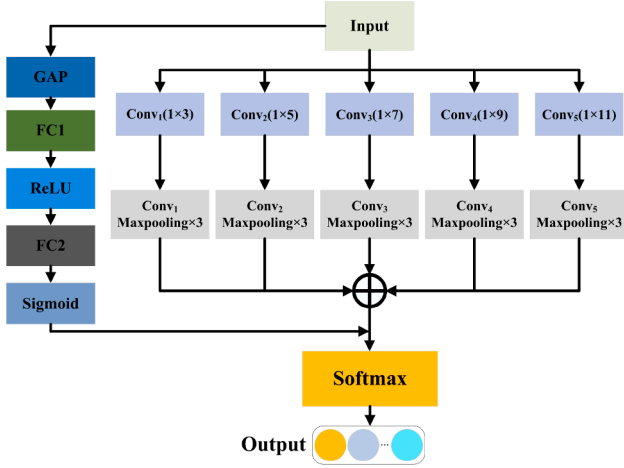 Input
GAP
FC1
ReLU
FC2
Sigmoid
Conv₁(1×3)
Conv₂(1×5)
Conv₃(1×7)
Conv₄(1×9)
Conv₅(1×11)
Conv₁
Maxpooling×3
Conv₂
Maxpooling×3
Conv₃
Maxpooling×3
Conv₄
Maxpooling×3
Conv₅
Maxpooling×3
Softmax
Output
...